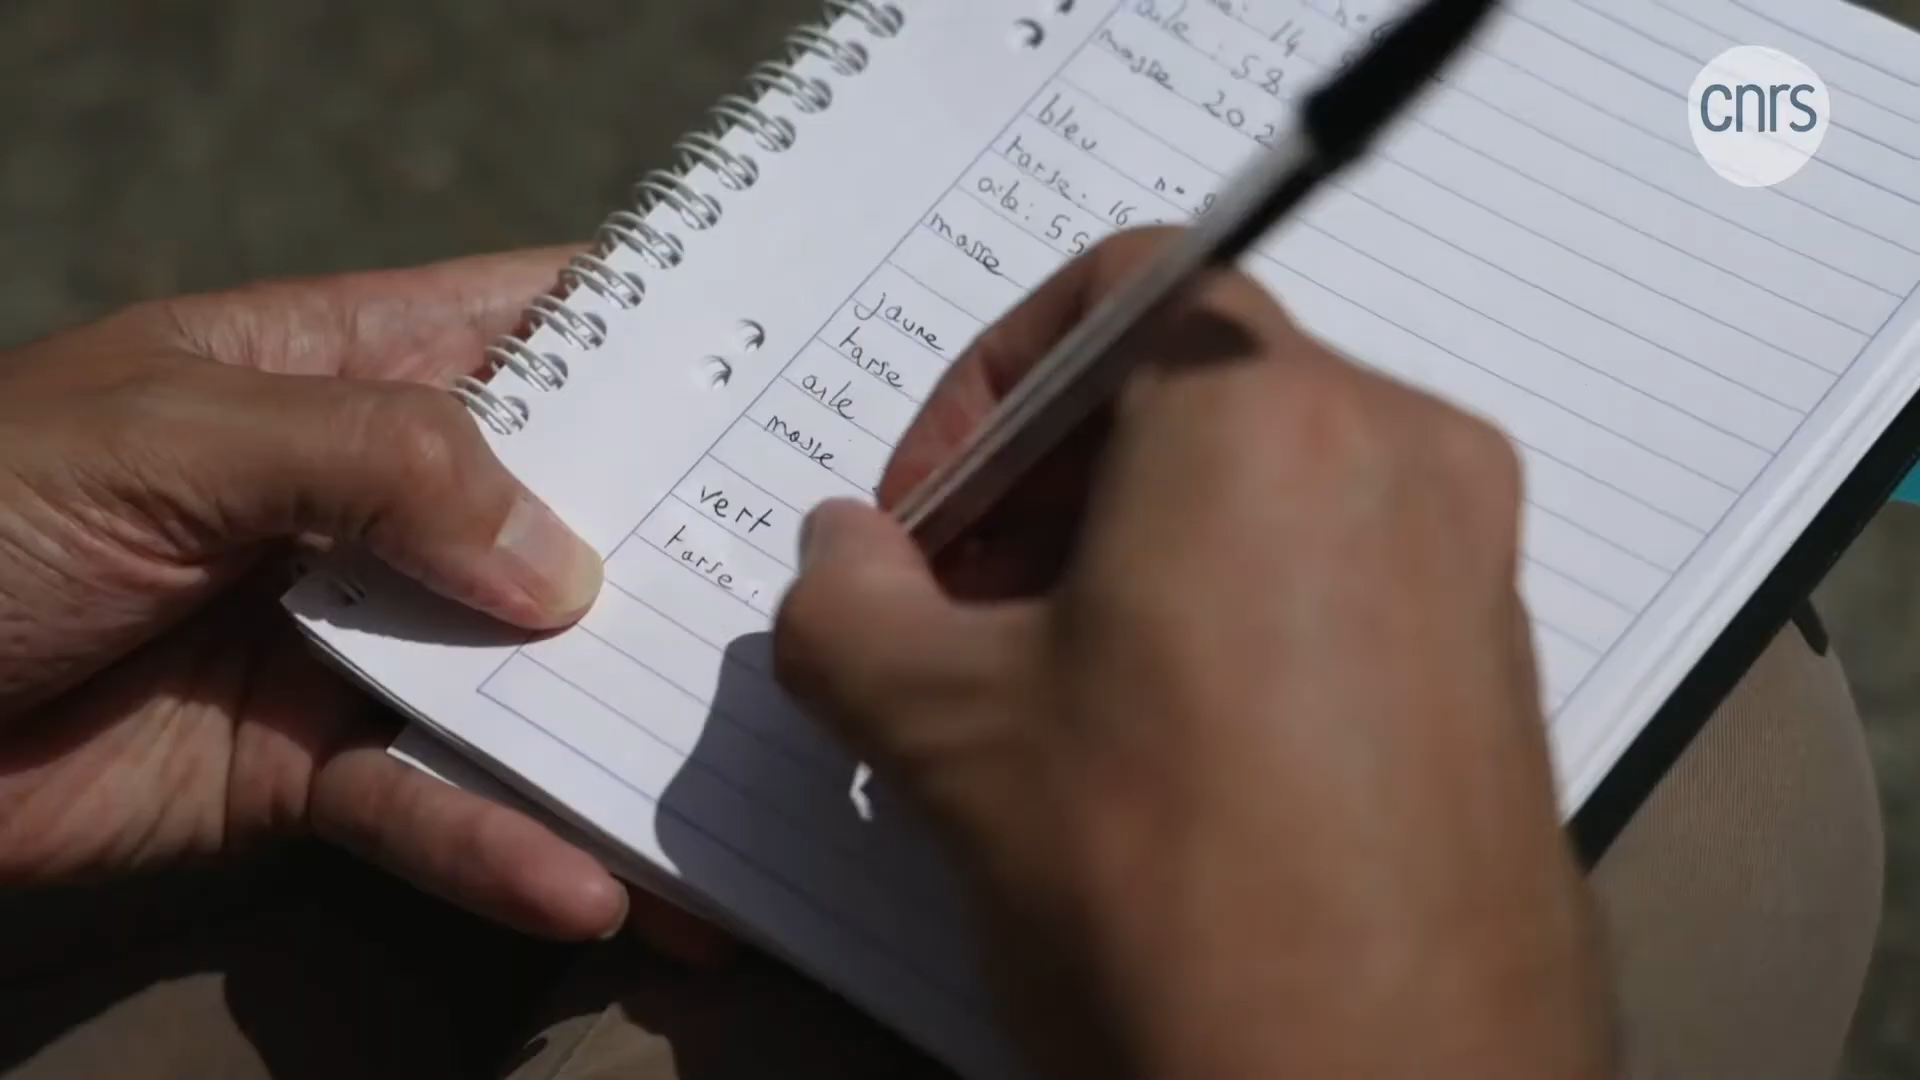 14
aile : 58
masse 20.2
bleu n=9
tarse : 16
aile : 55
masse
jaune
tarse
aile
masse
vert
tarse :
cnrs